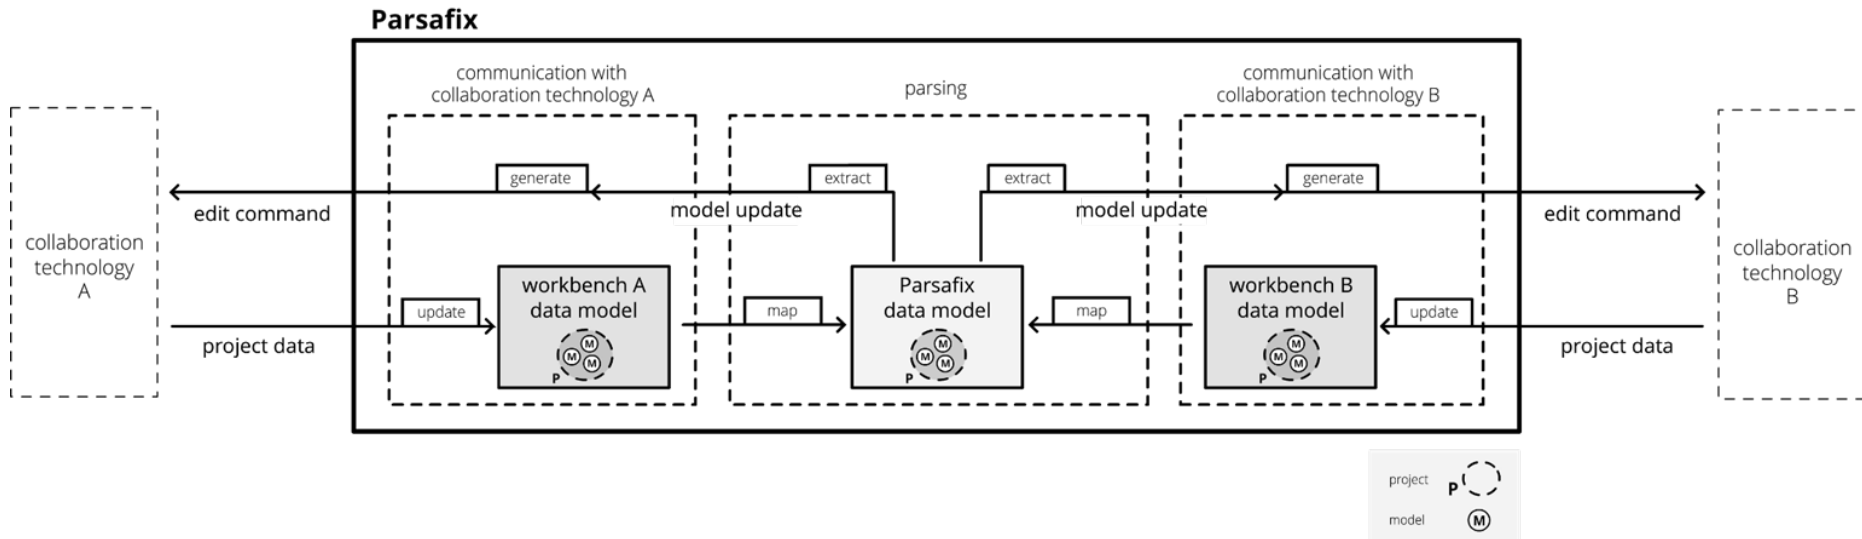 Parsafix
communication with
collaboration technology A
parsing
communication with
collaboration technology B
generate
extract
extract
generate
edit command
model update
model update
edit command
collaboration
technology
A
collaboration
technology
B
update
workbench A
data model
M
M
M
P
map
Parsafix
data model
M
M
M
P
map
workbench B
data model
M
M
M
P
update
project data
project data
project P
model M